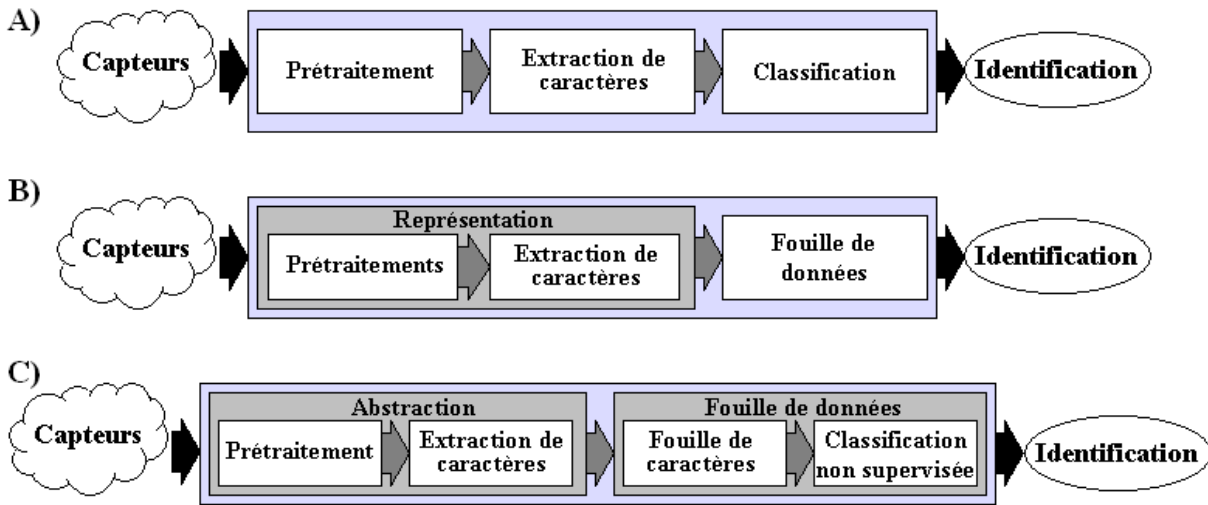 A)
Capteurs
Prétraitement
Extraction de
caractères
Classification
Identification
B)
Capteurs
Représentation
Prétraitements
Extraction de
caractères
Fouille de
données
Identification
C)
Capteurs
Abstraction
Prétraitement
Extraction de
caractères
Fouille de données
Fouille de
caractères
Classification
non supervisée
Identification